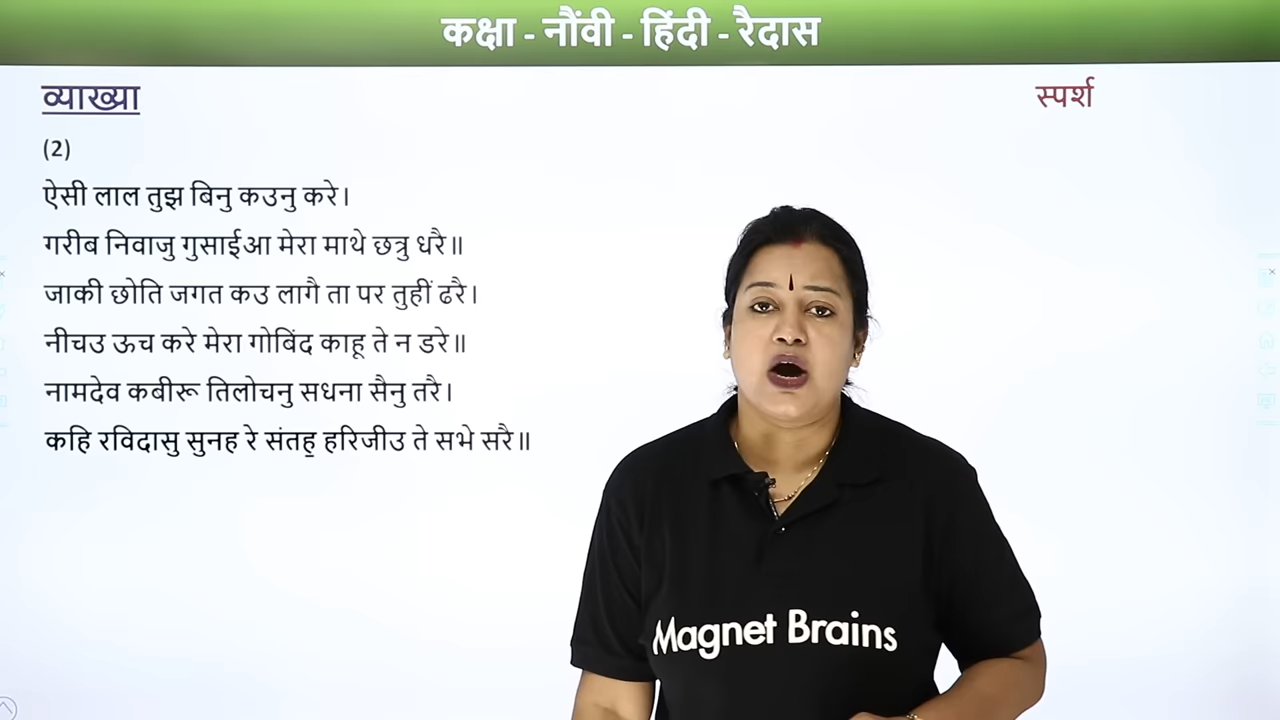 कक्षा - नौंवी - हिंदी - रैदास
व्याख्या
स्पर्श
(2)
ऐसी लाल तुझ बिनु कउनु करे।
गरीब निवाजु गुसाईआ मेरा माथे छत्रु धरै॥
जाकी छोति जगत कउ लागै ता पर तुहीं ढरै।
नीचउ ऊच करे मेरा गोबिंद काहू ते न डरे॥
नामदेव कबीरू तिलोचनु सधना सैनु तरै।
कहि रविदासु सुनह रे संतहु हरिजीउ ते सभे सरै॥
Magnet Brains